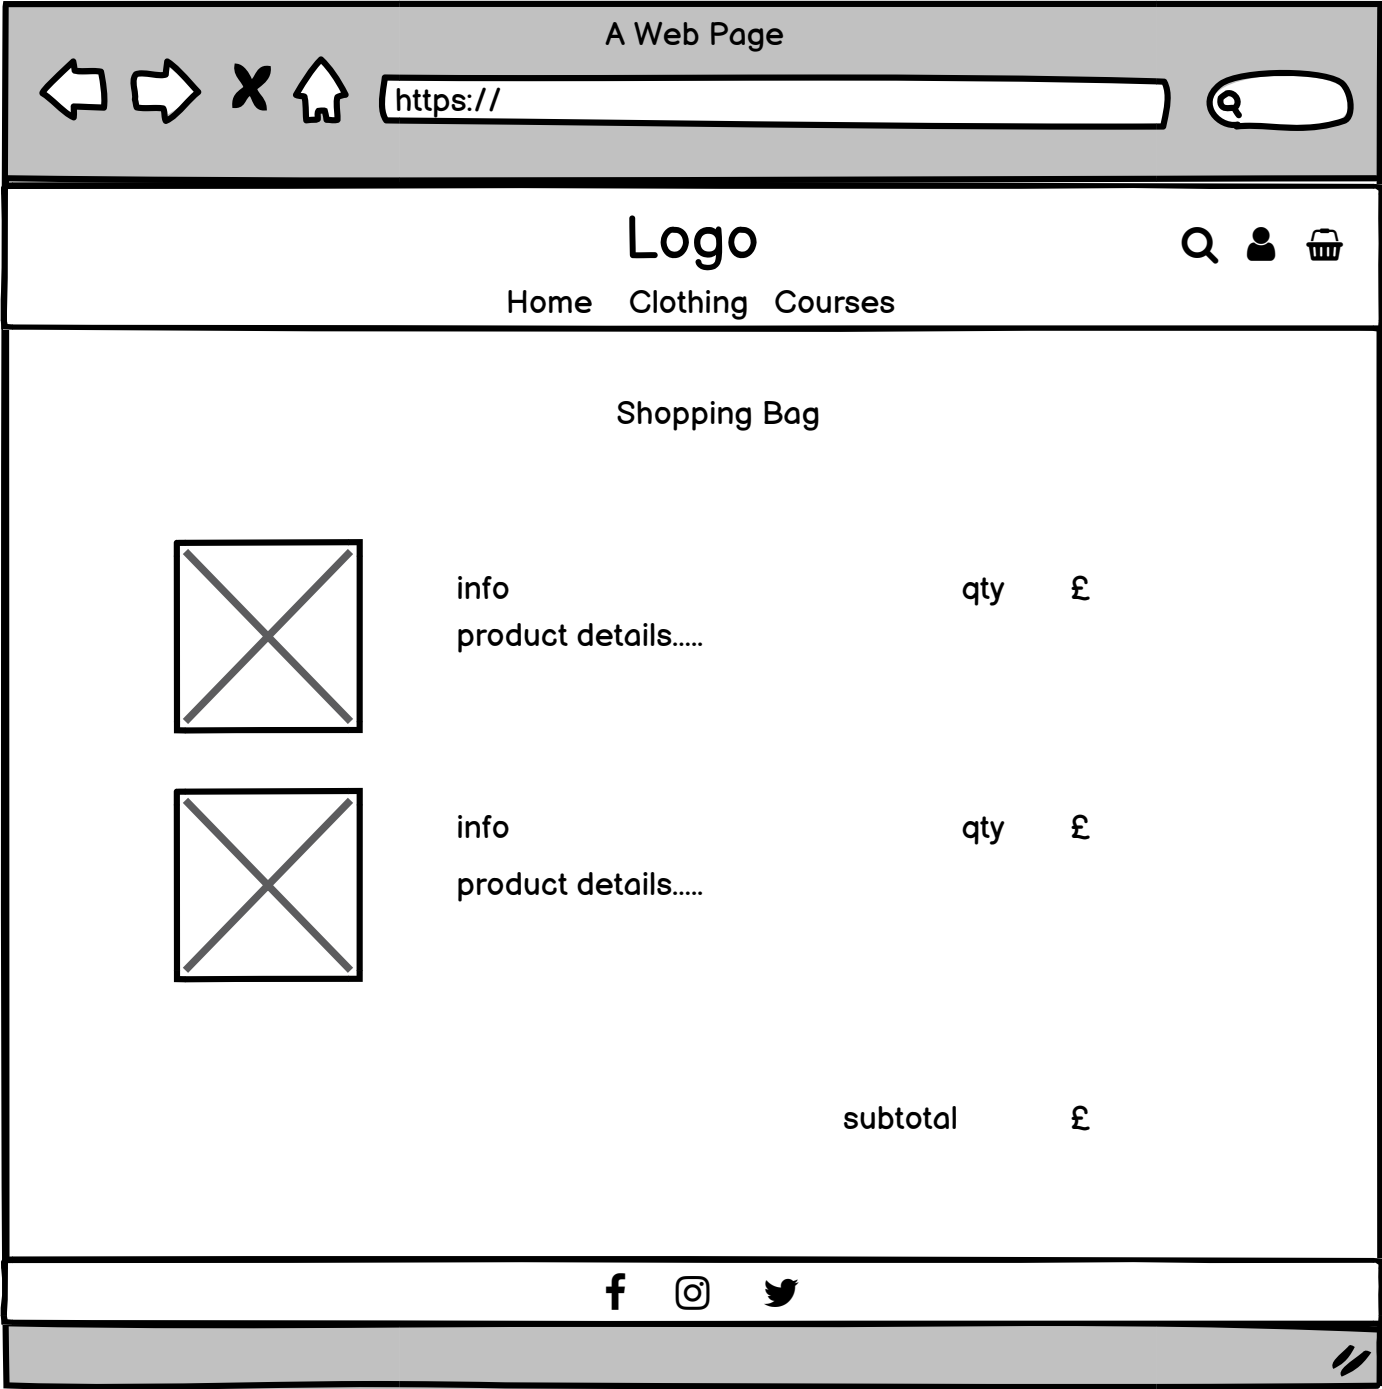 A Web Page
https://
Logo
Home Clothing Courses
Shopping Bag
info qty £
product details.....
info qty £
product details.....
subtotal £